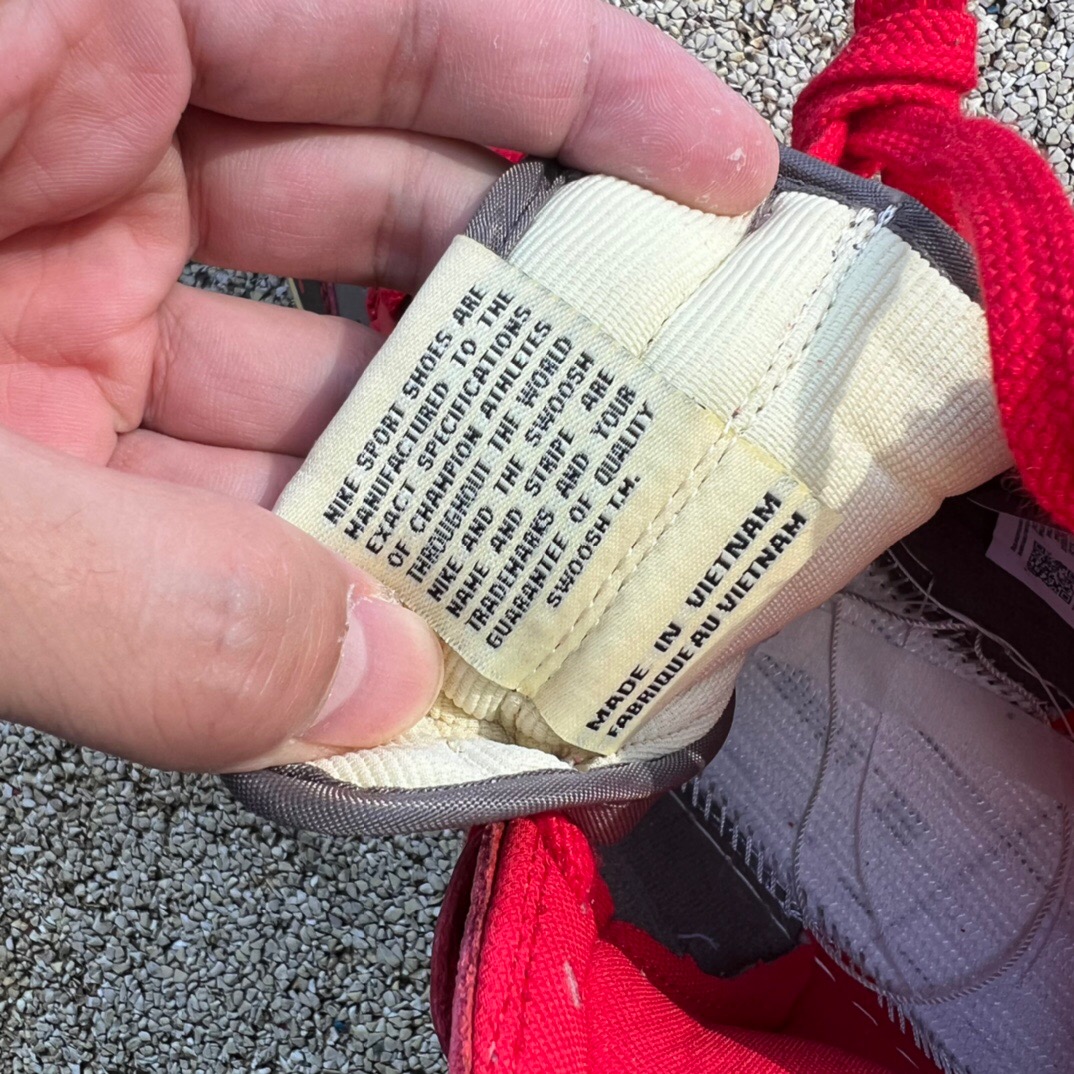 NIKE SPORT SHOES ARE
MANUFACTURED TO THE
EXACT SPECIFICATIONS
OF CHAMPION ATHLETES
THROUGHOUT THE WORLD
NIKE AND THE SWOOSH
NAME AND STRIPE ARE
TRADEMARKS AND YOUR
GUARANTEE OF QUALITY
SWOOSH T.M.
MADE IN VIETNAM
FABRIQUE AU VIETNAM